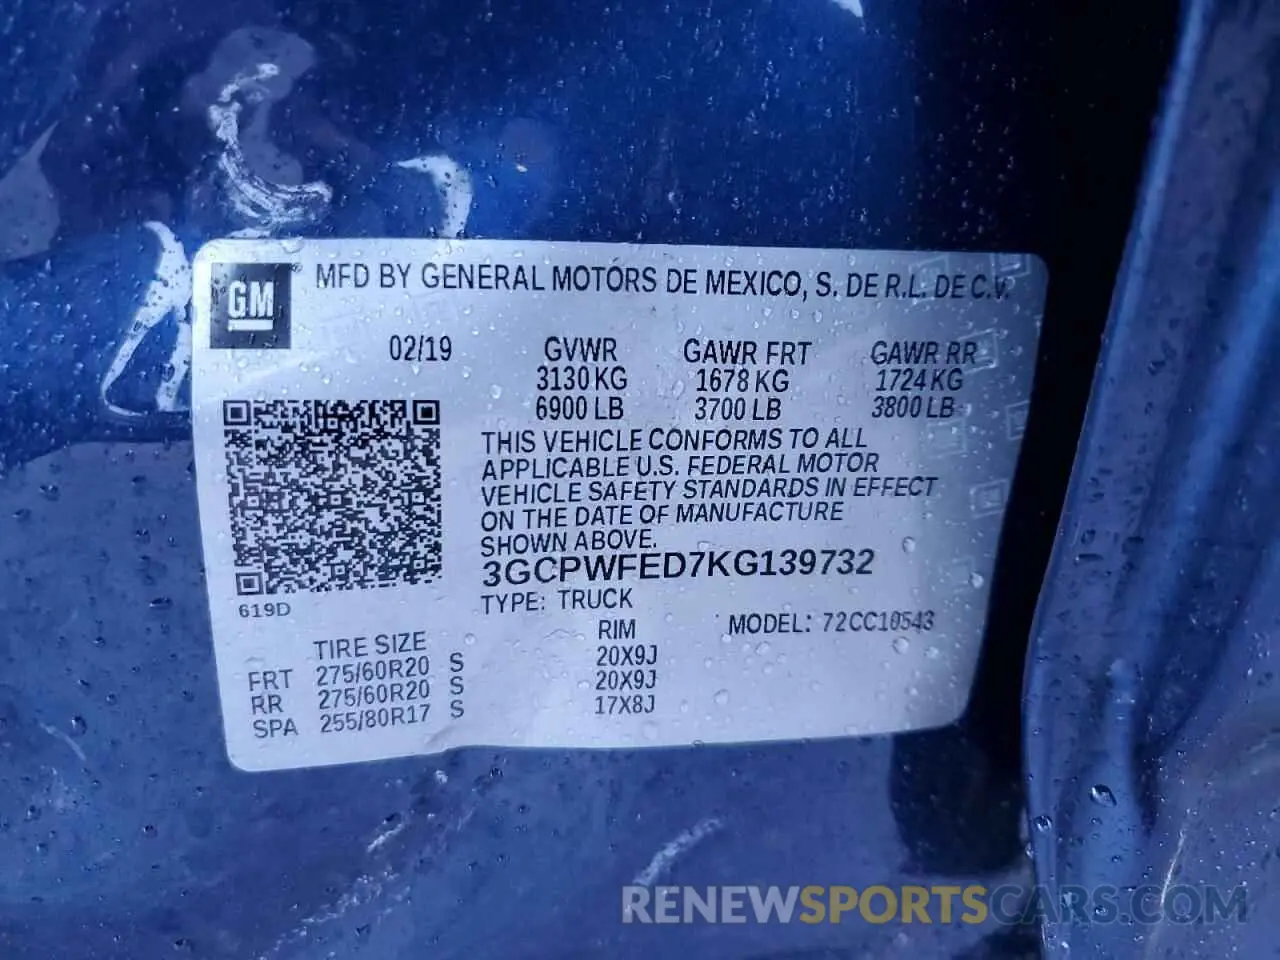 GM
MFD BY GENERAL MOTORS DE MEXICO, S. DE R.L. DE C.V.
02/19 GVWR GAWR FRT GAWR RR
3130 KG 1678 KG 1724 KG
6900 LB 3700 LB 3800 LB
THIS VEHICLE CONFORMS TO ALL
APPLICABLE U.S. FEDERAL MOTOR
VEHICLE SAFETY STANDARDS IN EFFECT
ON THE DATE OF MANUFACTURE
SHOWN ABOVE.
3GCPWFED7KG139732
619D
TYPE: TRUCK
MODEL: 72CC10543
TIRE SIZE RIM
FRT 275/60R20 S 20X9J
RR 275/60R20 S 20X9J
SPA 255/80R17 S 17X8J
RENEWSPORTSCARS.COM